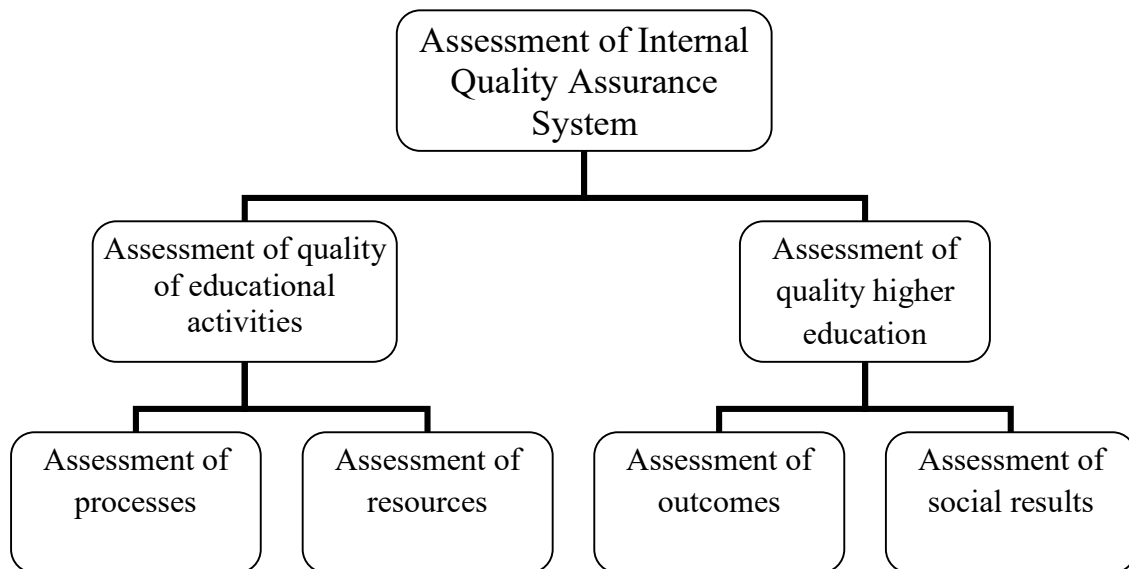 Assessment of Internal
Quality Assurance
System
Assessment of quality
of educational
activities
Assessment of
quality higher
education
Assessment of
processes
Assessment of
resources
Assessment of
outcomes
Assessment of
social results